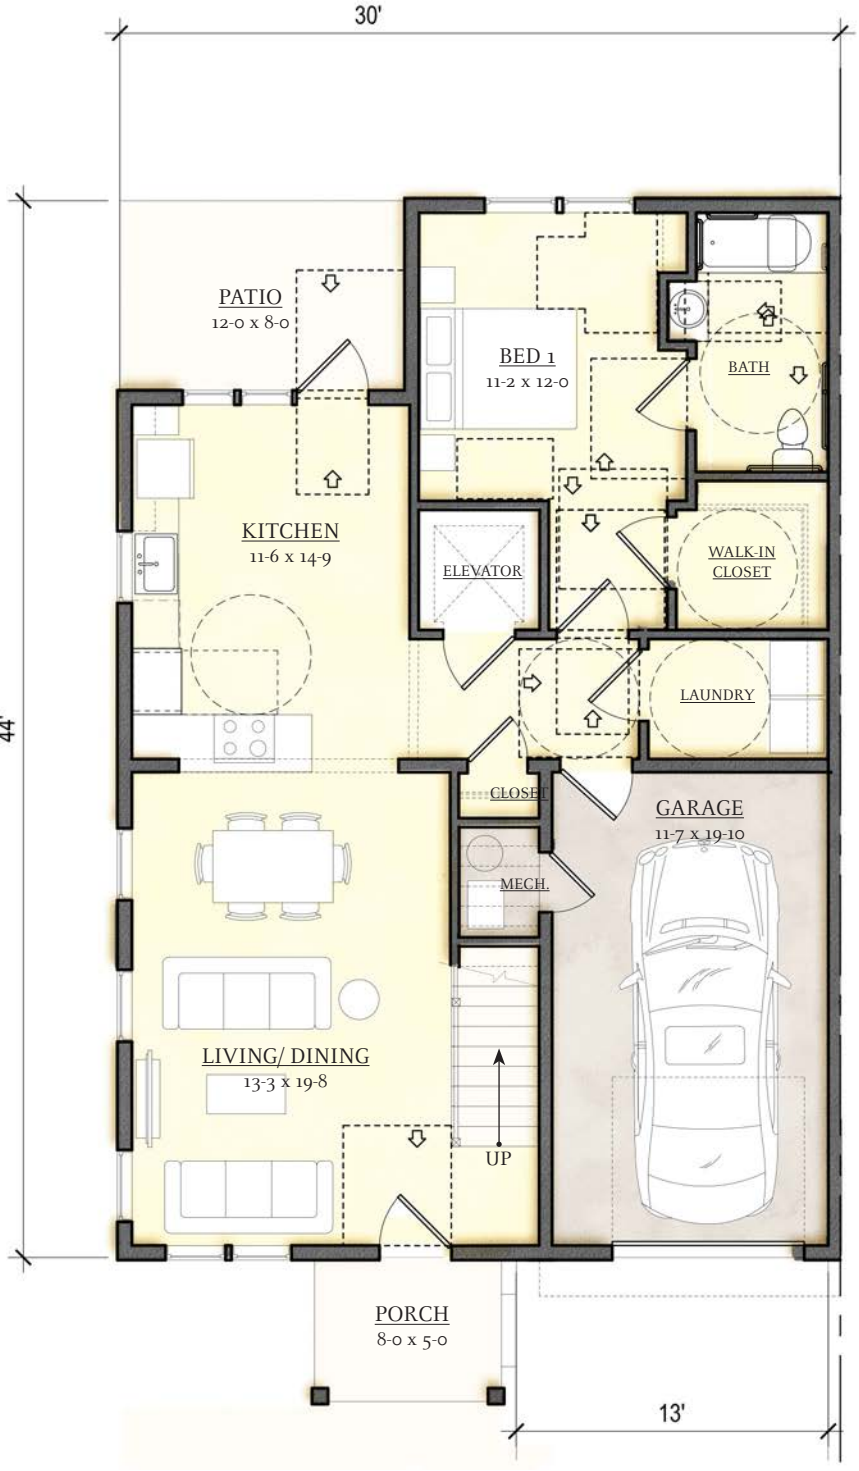 30'
PATIO
12-0 x 8-0
BED 1
11-2 x 12-0
BATH
KITCHEN
11-6 x 14-9
ELEVATOR
WALK-IN
CLOSET
LAUNDRY
44'
CLOSET
GARAGE
11-7 x 19-10
MECH.
LIVING/ DINING
13-3 x 19-8
UP
PORCH
8-0 x 5-0
13'